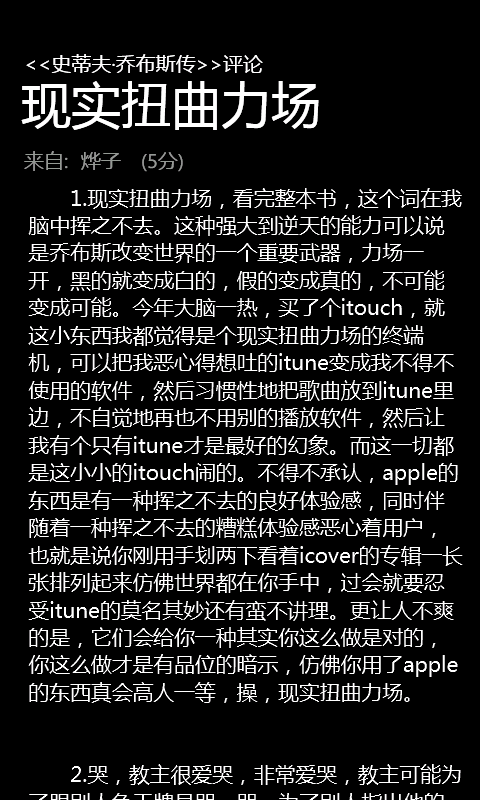 <<史蒂夫·乔布斯传>>评论
现实扭曲力场
来自: 烨子 (5分)
1.现实扭曲力场，看完整本书，这个词在我
脑中挥之不去。这种强大到逆天的能力可以说
是乔布斯改变世界的一个重要武器，力场一
开，黑的就变成白的，假的变成真的，不可能
变成可能。今年大脑一热，买了个itouch，就
这小东西我都觉得是个现实扭曲力场的终端
机，可以把我恶心得想吐的itune变成我不得不
使用的软件，然后习惯性地把歌曲放到itune里
边，不自觉地再也不用别的播放软件，然后让
我有个只有itune才是最好的幻象。而这一切都
是这小小的itouch闹的。不得不承认，apple的
东西是有一种挥之不去的良好体验感，同时伴
随着一种挥之不去的糟糕体验感恶心着用户，
也就是说你刚用手划两下看着icover的专辑一长
张排列起来仿佛世界都在你手中，过会就要忍
受itune的莫名其妙还有蛮不讲理。更让人不爽
的是，它们会给你一种其实你这么做是对的，
你这么做才是有品位的暗示，仿佛你用了apple
的东西真会高人一等，操，现实扭曲力场。
2.哭，教主很爱哭，非常爱哭，教主可能为